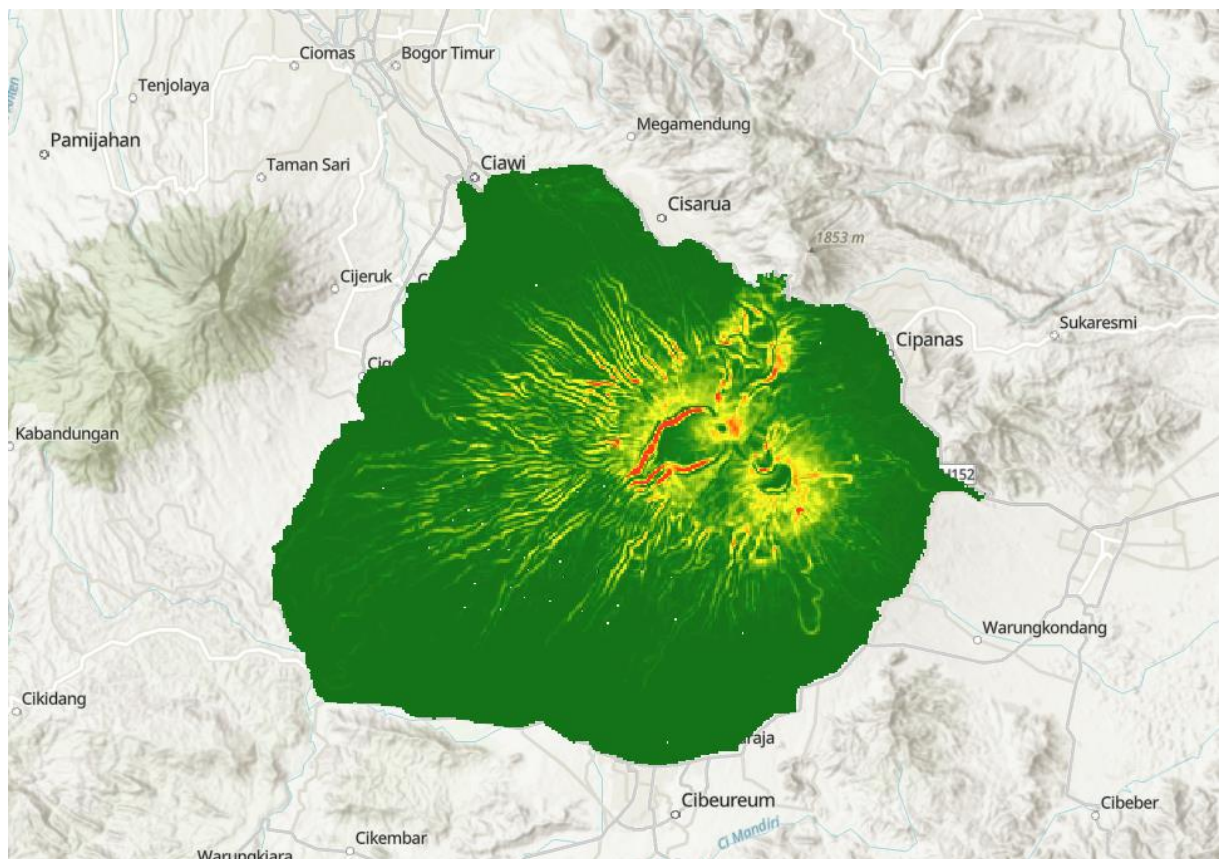 Ciomas
Bogor Timur
Tenjolaya
Pamijahan
Megamendung
Taman Sari
Ciawi
Cisarua
1853 m
Cijeruk
Sukaresmi
Cipanas
Kabandungan
Warungkondang
Cikidang
Cibeureum
Cibeber
Ci Mandiri
Cikembar
Warungkiara